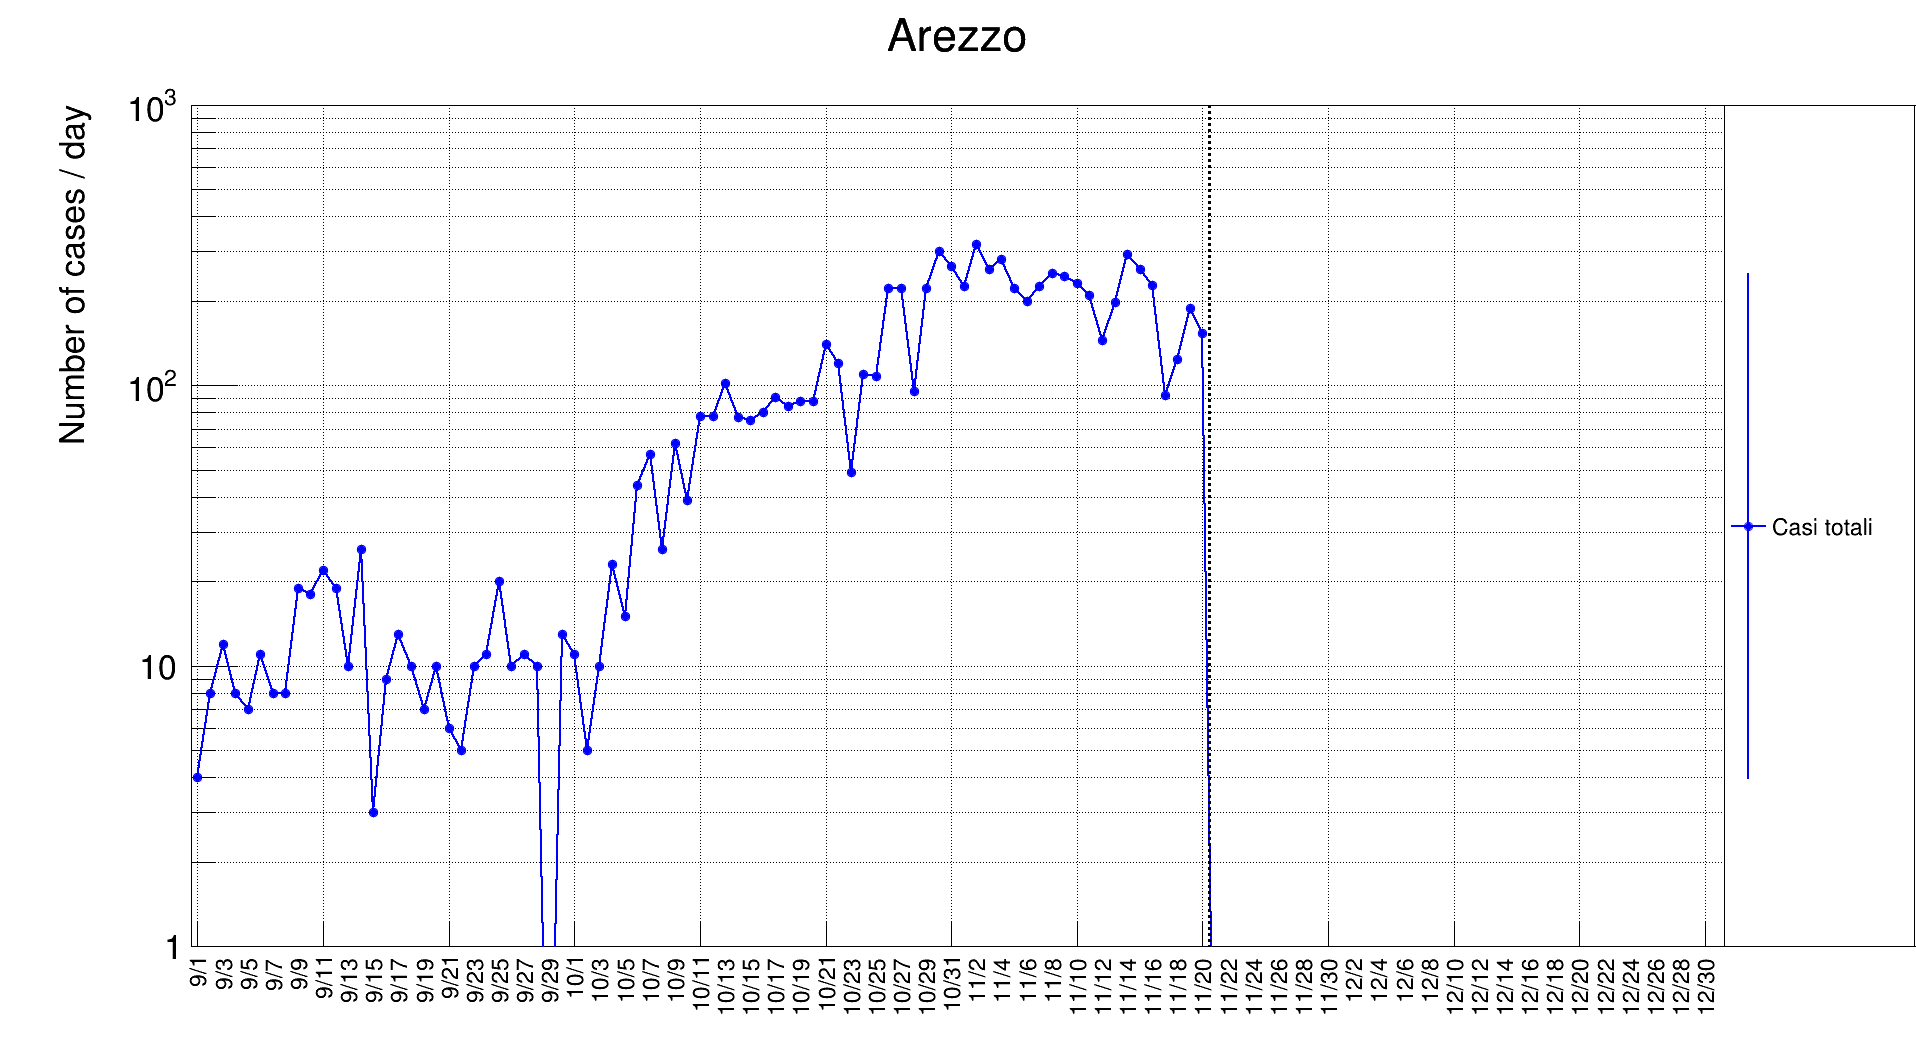 Arezzo
Number of cases / day
10³
10²
10
1
9/1 9/3 9/5 9/7 9/9 9/11 9/13 9/15 9/17 9/19 9/21 9/23 9/25 9/27 9/29 10/1 10/3 10/5 10/7 10/9 10/11 10/13 10/15 10/17 10/19 10/21 10/23 10/25 10/27 10/29 10/31 11/2 11/4 11/6 11/8 11/10 11/12 11/14 11/16 11/18 11/20 11/22 11/24 11/26 11/28 11/30 12/2 12/4 12/6 12/8 12/10 12/12 12/14 12/16 12/18 12/20 12/22 12/24 12/26 12/28 12/30
Casi totali